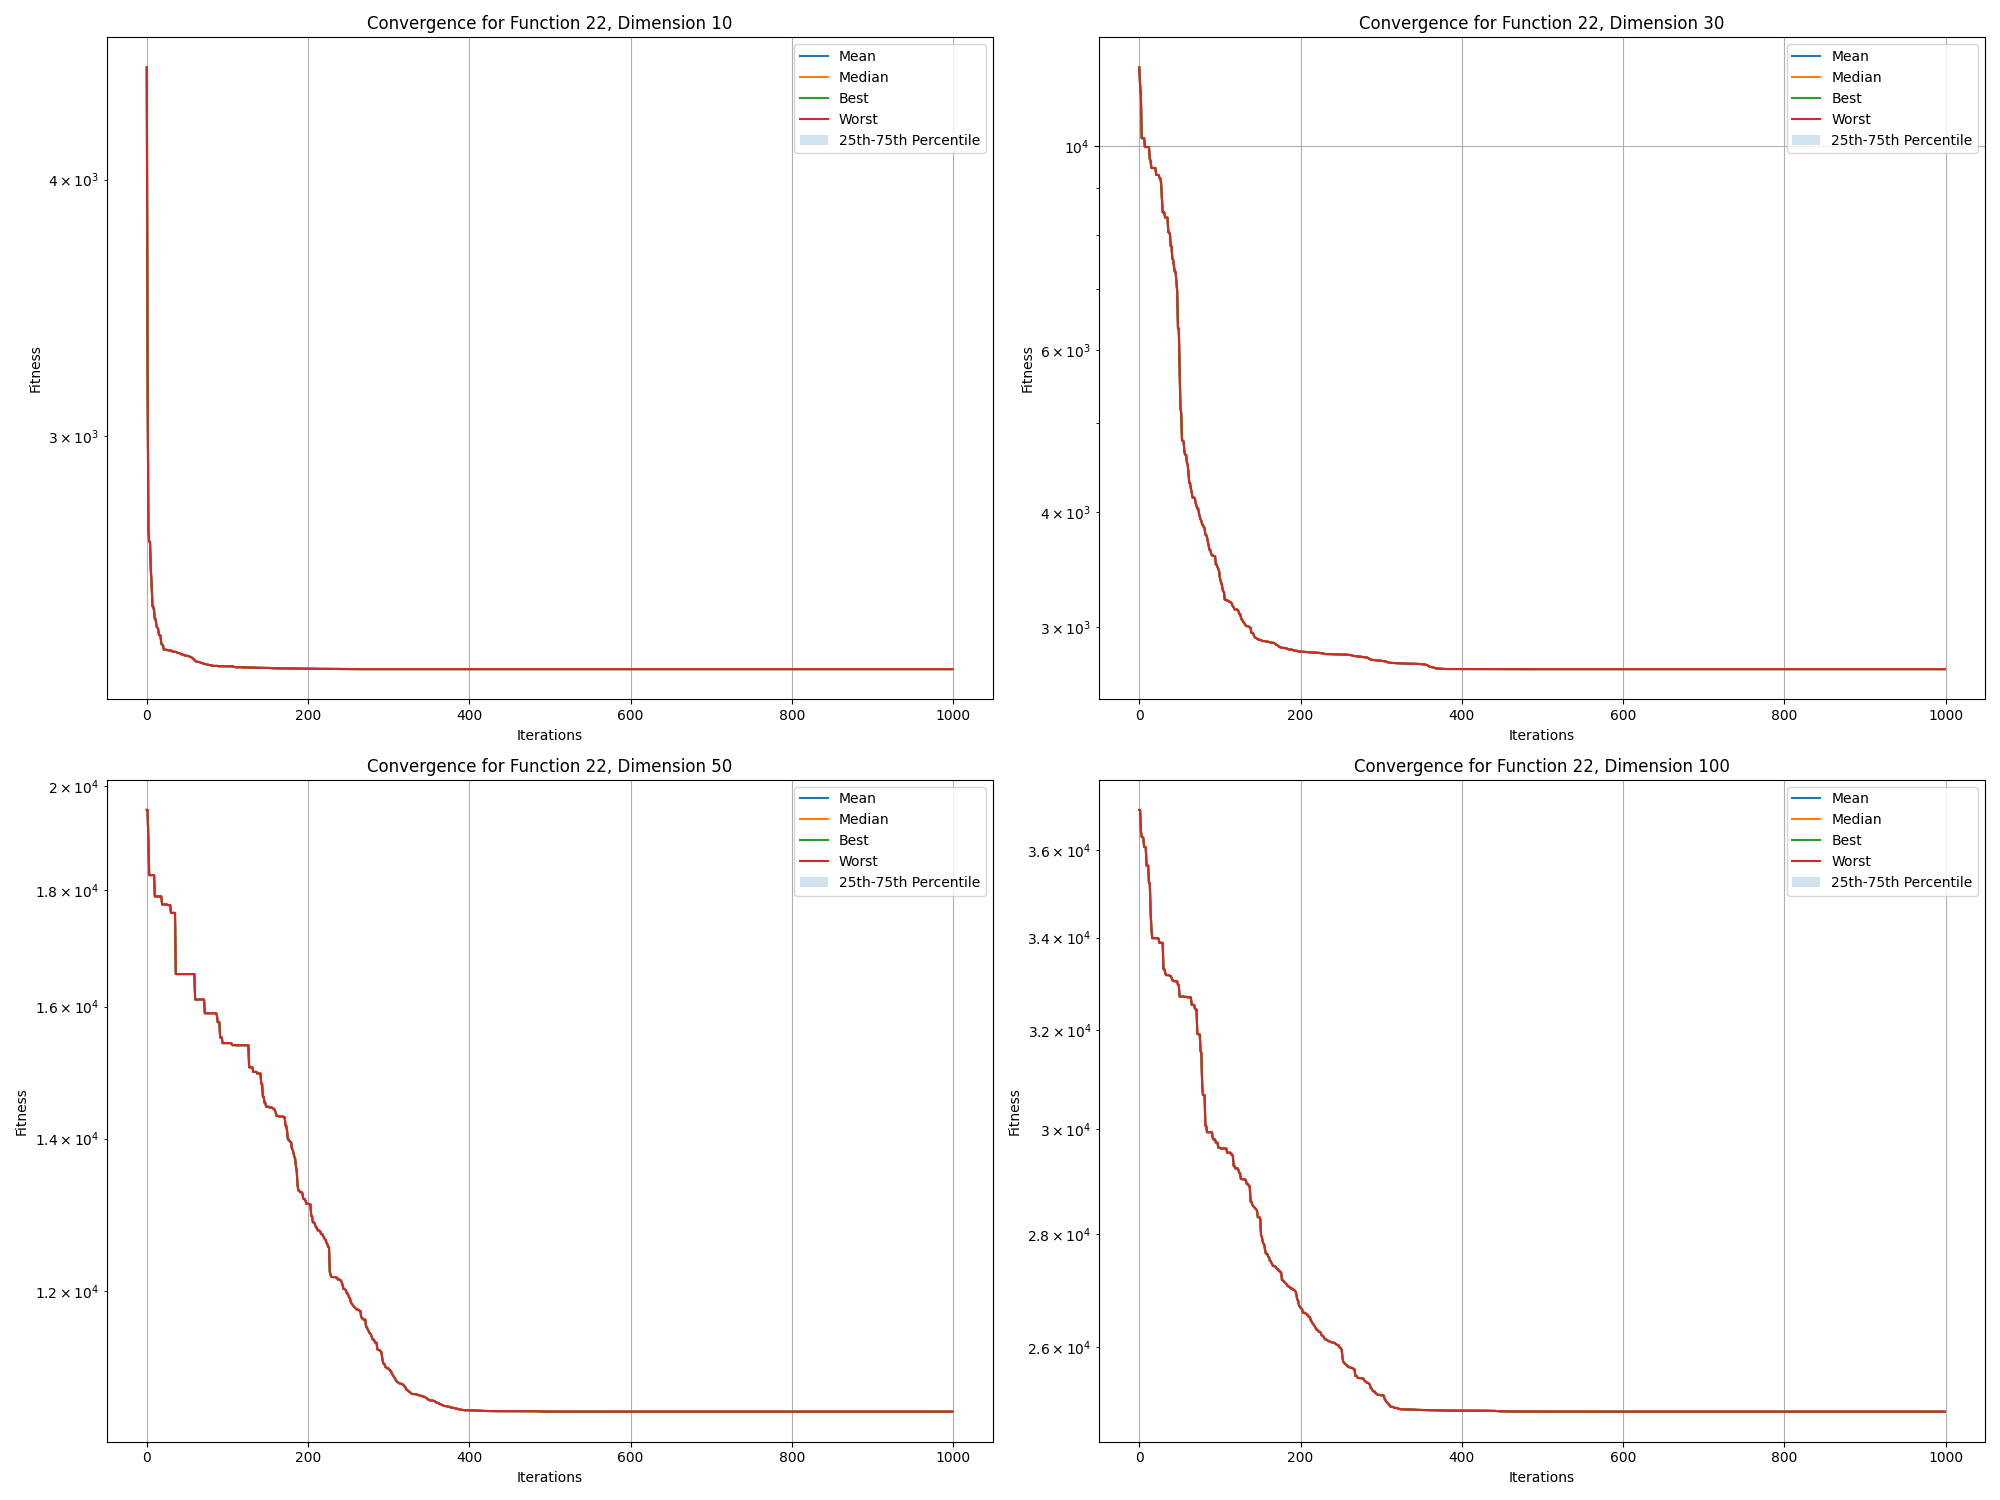 Convergence for Function 22, Dimension 10
Mean
Median
Best
Worst
25th-75th Percentile
4 × 10³
3 × 10³
Fitness
0 200 400 600 800 1000
Iterations
Convergence for Function 22, Dimension 30
Mean
Median
Best
Worst
25th-75th Percentile
10⁴
6 × 10³
4 × 10³
3 × 10³
Fitness
0 200 400 600 800 1000
Iterations
Convergence for Function 22, Dimension 50
Mean
Median
Best
Worst
25th-75th Percentile
2 × 10⁴
1.8 × 10⁴
1.6 × 10⁴
1.4 × 10⁴
1.2 × 10⁴
Fitness
0 200 400 600 800 1000
Iterations
Convergence for Function 22, Dimension 100
Mean
Median
Best
Worst
25th-75th Percentile
3.6 × 10⁴
3.4 × 10⁴
3.2 × 10⁴
3 × 10⁴
2.8 × 10⁴
2.6 × 10⁴
Fitness
0 200 400 600 800 1000
Iterations